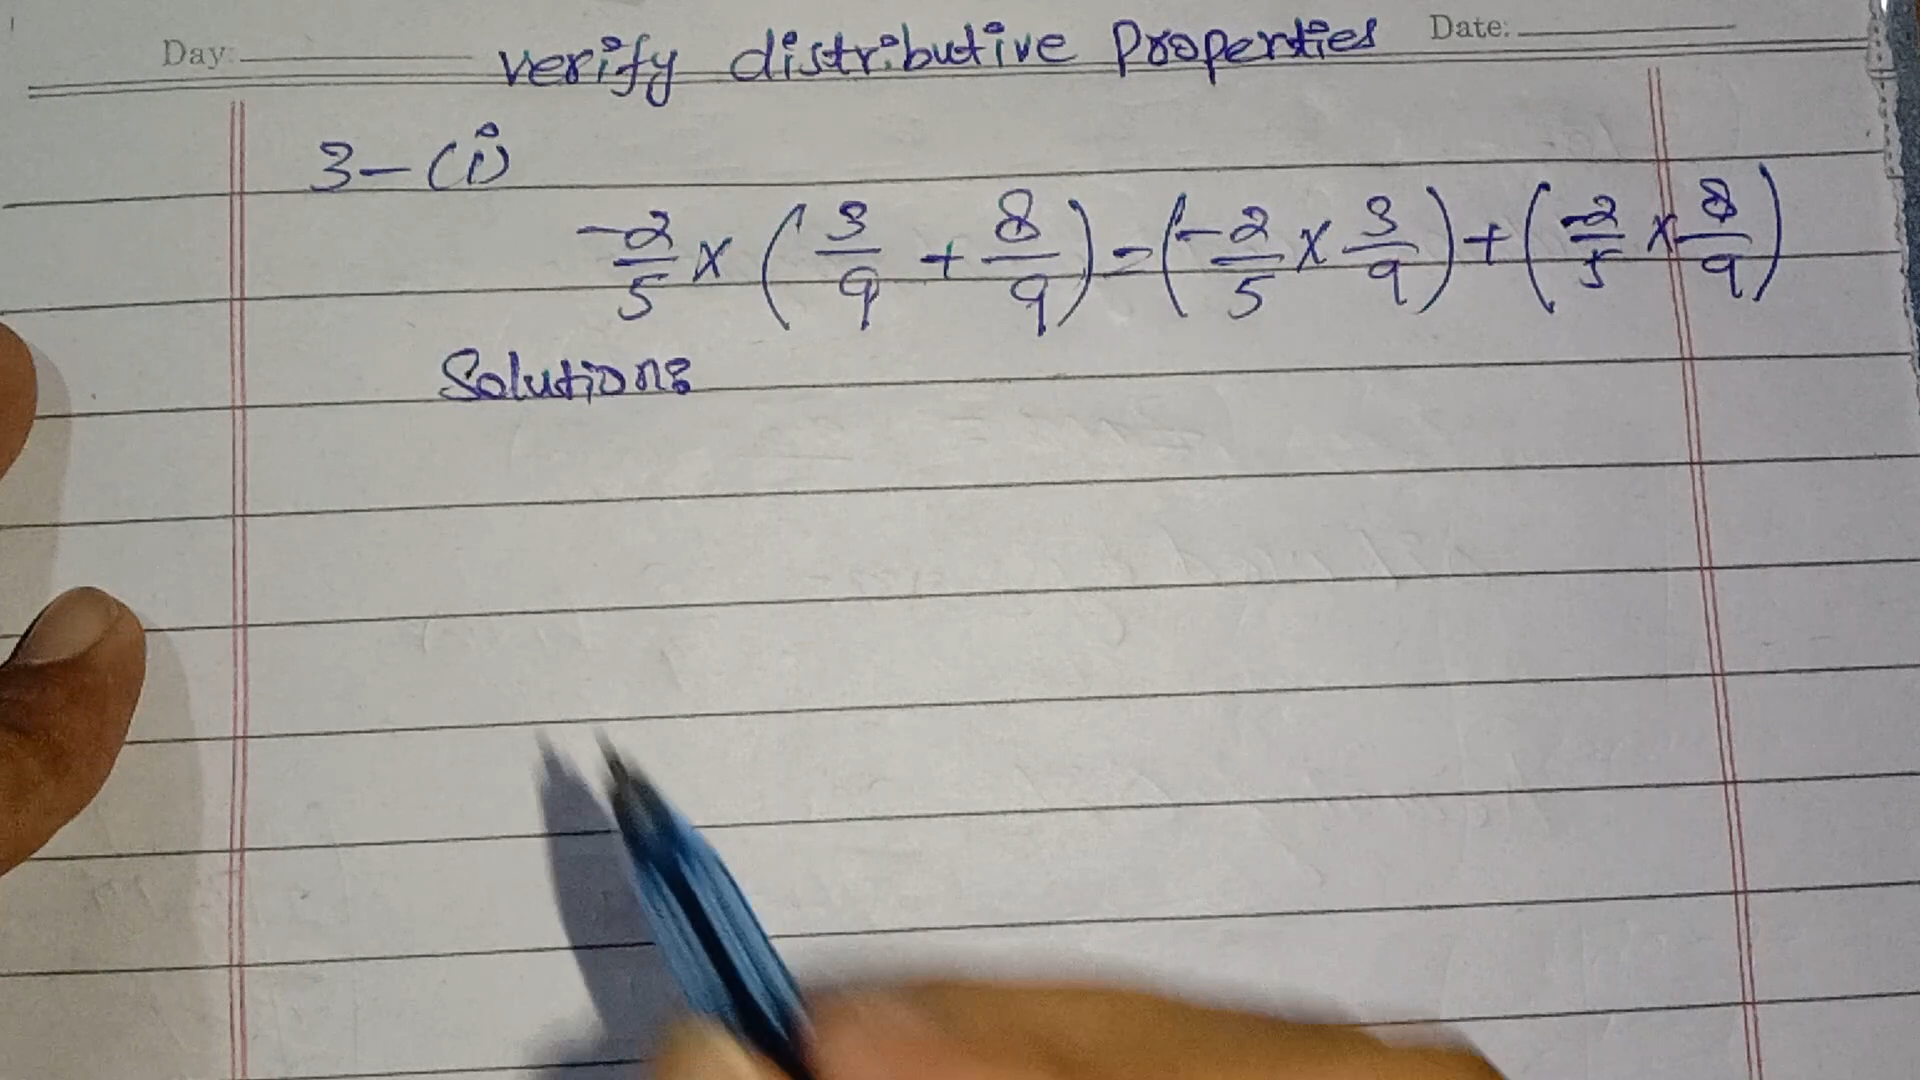 Day: verify distributive Properties Date:
3-(i)
-2/5 × (3/9 + 8/9) = (-2/5 × 3/9) + (-2/5 × 8/9)
Solution: